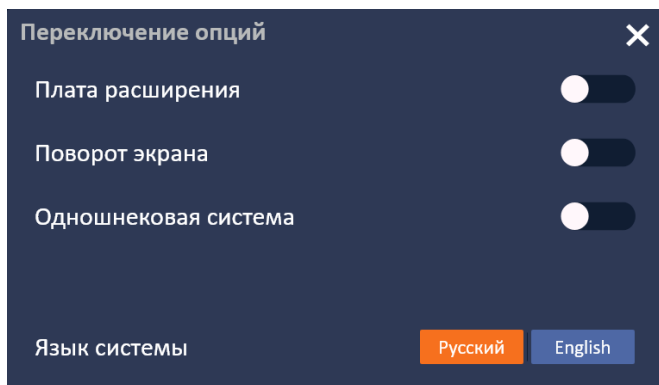 Переключение опций
Плата расширения
Поворот экрана
Одношнековая система
Язык системы Русский English